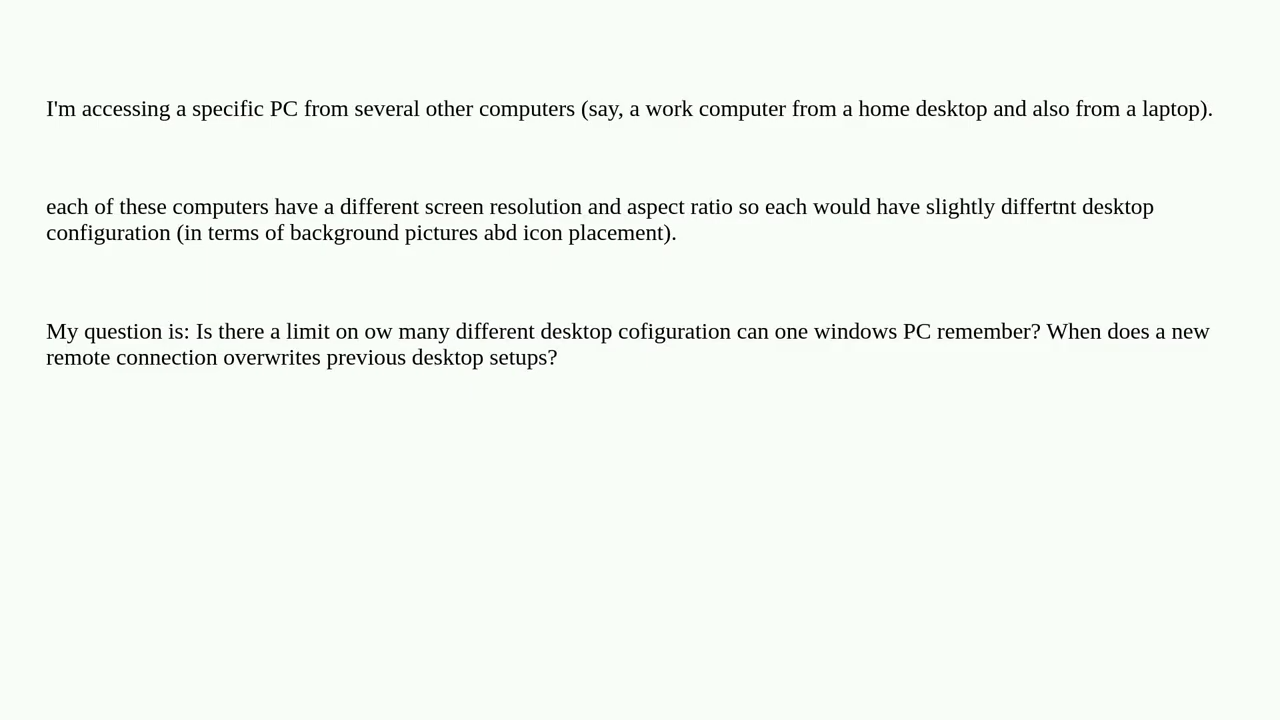 I'm accessing a specific PC from several other computers (say, a work computer from a home desktop and also from a laptop).
each of these computers have a different screen resolution and aspect ratio so each would have slightly differtnt desktop
configuration (in terms of background pictures abd icon placement).
My question is: Is there a limit on ow many different desktop cofiguration can one windows PC remember? When does a new
remote connection overwrites previous desktop setups?